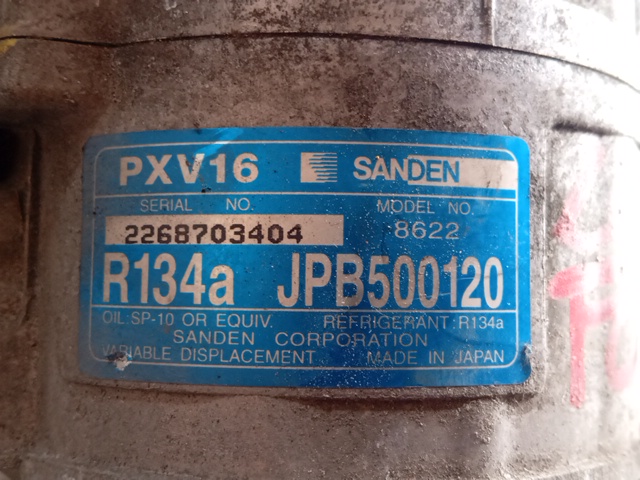 PXV16 SANDEN
SERIAL NO. MODEL NO.
2268703404 8622
R134a JPB500120
OIL:SP-10 OR EQUIV. REFRIGERANT:R134a
SANDEN CORPORATION
VARIABLE DISPLACEMENT MADE IN JAPAN